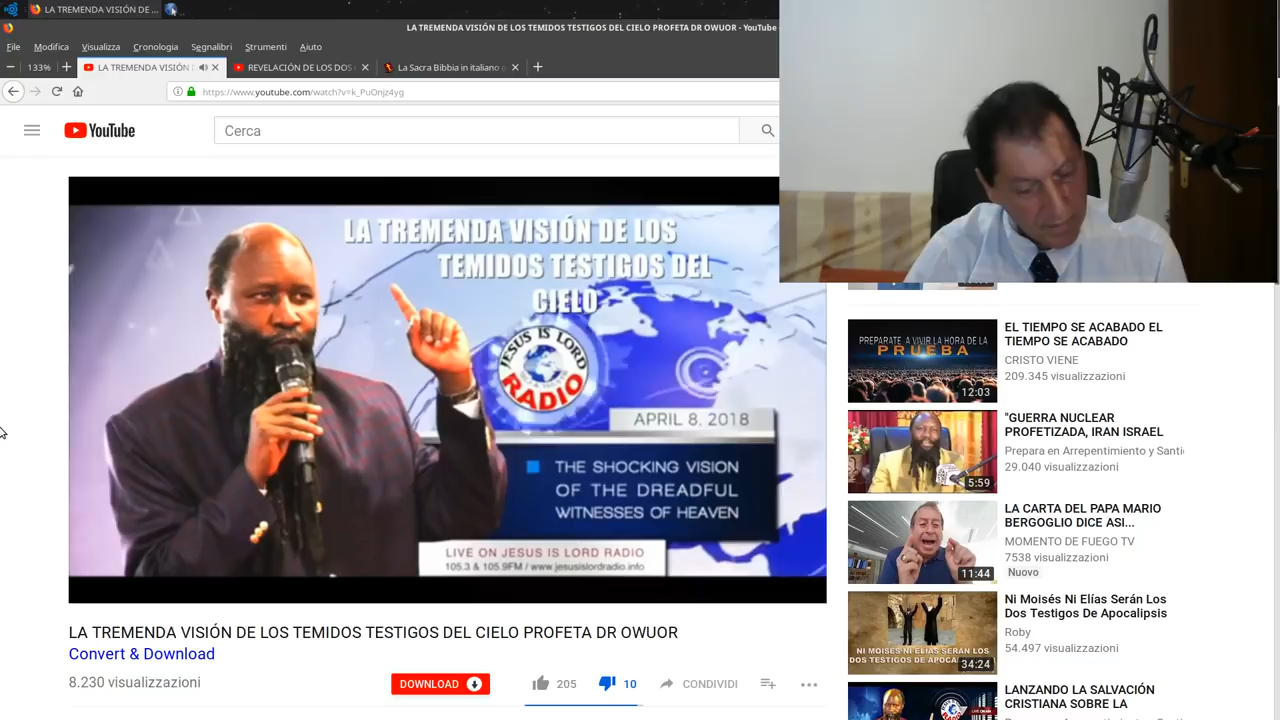 LA TREMENDA VISIÓN DE ...
LA TREMENDA VISIÓN DE LOS TEMIDOS TESTIGOS DEL CIELO PROFETA DR OWUOR - YouTube -
File Modifica Visualizza Cronologia Segnalibri Strumenti Aiuto
133% LA TREMENDA VISIÓN REVELACIÓN DE LOS DOS La Sacra Bibbia in italiano
https://www.youtube.com/watch?v=k_PuOnjz4yg
YouTube
Cerca
LA TREMENDA VISIÓN DE LOS
TEMIDOS TESTIGOS DEL
CIELO
JESUS IS LORD
RADIO
APRIL 8, 2018
THE SHOCKING VISION
OF THE DREADFUL
WITNESSES OF HEAVEN
LIVE ON JESUS IS LORD RADIO
105.3 & 105.9FM / www.jesusislordradio.info
LA TREMENDA VISIÓN DE LOS TEMIDOS TESTIGOS DEL CIELO PROFETA DR OWUOR
Convert & Download
8.230 visualizzazioni
DOWNLOAD
205
10
CONDIVIDI
PREPARATE A VIVIR LA HORA DE LA
PRUEBA
12:03
EL TIEMPO SE ACABADO EL
TIEMPO SE ACABADO
CRISTO VIENE
209.345 visualizzazioni
5:59
"GUERRA NUCLEAR
PROFETIZADA, IRAN ISRAEL
Prepara en Arrepentimiento y Santi
29.040 visualizzazioni
11:44
LA CARTA DEL PAPA MARIO
BERGOGLIO DICE ASI...
MOMENTO DE FUEGO TV
7538 visualizzazioni
Nuovo
NI MOISES NI ELIAS SERAN LOS
DOS TESTIGOS DE APOCA
34:24
Ni Moisés Ni Elías Serán Los
Dos Testigos De Apocalipsis
Roby
54.497 visualizzazioni
LANZANDO LA SALVACIÓN
CRISTIANA SOBRE LA